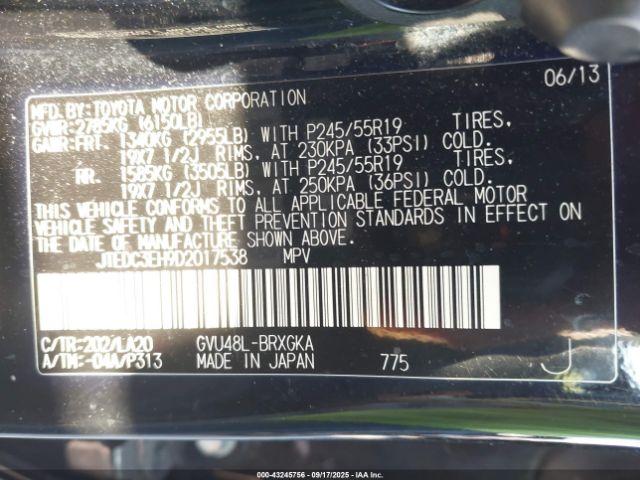 06/13
MFD. BY: TOYOTA MOTOR CORPORATION
GVWR: 2785KG (6150LB)
GAWR: FRT. 1340KG (2955LB) WITH P245/55R19 TIRES,
19X7 1/2J RIMS, AT 230KPA (33PSI) COLD.
RR. 1585KG (3505LB) WITH P245/55R19 TIRES,
19X7 1/2J RIMS, AT 250KPA (36PSI) COLD.
THIS VEHICLE CONFORMS TO ALL APPLICABLE FEDERAL MOTOR
VEHICLE SAFETY AND THEFT PREVENTION STANDARDS IN EFFECT ON
THE DATE OF MANUFACTURE SHOWN ABOVE.
JTEDC3EH9D2017538 MPV
C/TR: 202/LA20 GVU48L-BRXGKA
A/TM: -04A/P313 MADE IN JAPAN 775 J
000-43245756 - 09/17/2025 - IAAI.COM